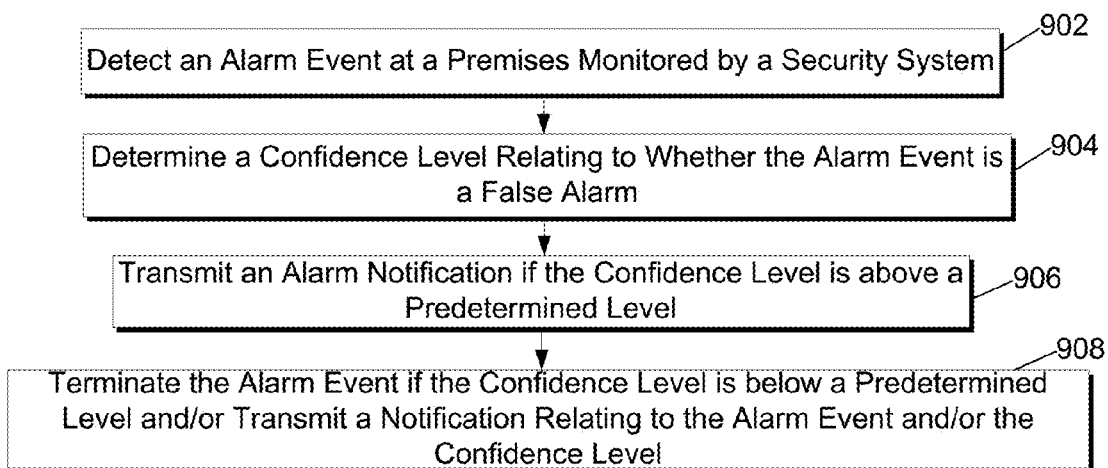 902
Detect an Alarm Event at a Premises Monitored by a Security System
904
Determine a Confidence Level Relating to Whether the Alarm Event is
a False Alarm
Transmit an Alarm Notification if the Confidence Level is above a
Predetermined Level
906
908
Terminate the Alarm Event if the Confidence Level is below a Predetermined
Level and/or Transmit a Notification Relating to the Alarm Event and/or the
Confidence Level